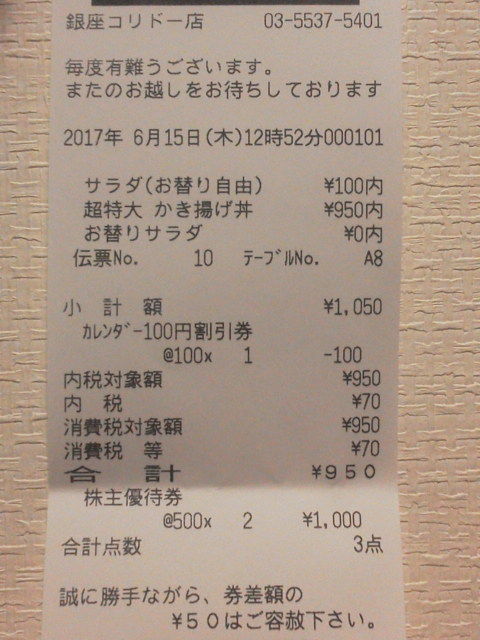 銀座コリドー店 03-5537-5401
毎度有難うございます。
またのお越しをお待ちしております
2017年 6月15日(木)12時52分000101
サラダ(お替り自由) ¥100内
超特大 かき揚げ丼 ¥950内
お替りサラダ ¥0内
伝票No. 10 ﾃｰﾌﾞﾙNo. A8
小 計 額 ¥1,050
ｶﾚﾝﾀﾞｰ100円割引券
@100x 1 -100
内税対象額 ¥950
内 税 ¥70
消費税対象額 ¥950
消費税 等 ¥70
合 計 ¥950
株主優待券
@500x 2 ¥1,000
合計点数 3点
誠に勝手ながら、券差額の
¥50はご容赦下さい。